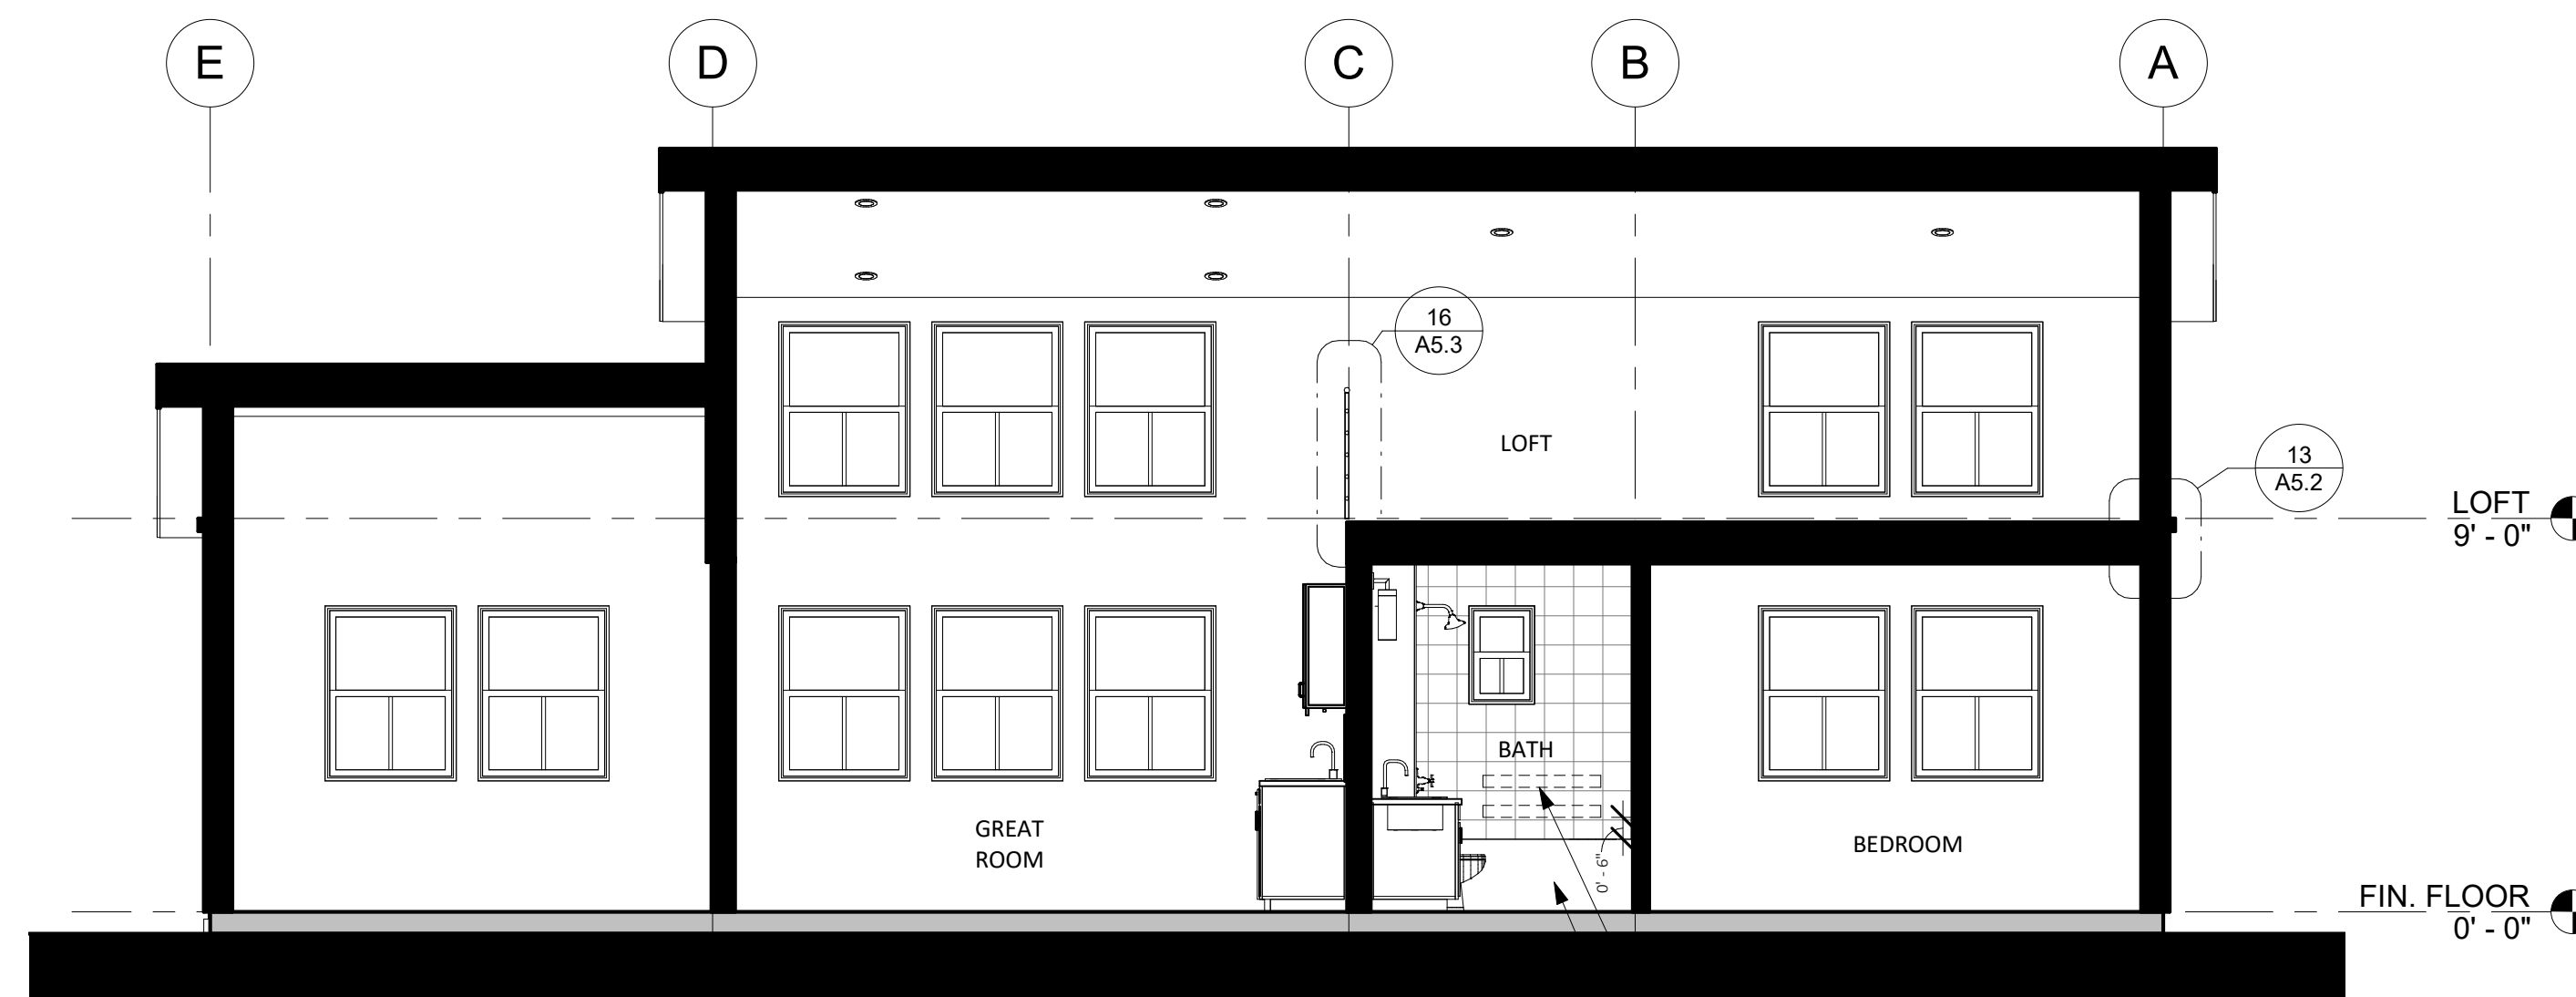 E
D
C
B
A
16
A5.3
LOFT
13
A5.2
LOFT
9' - 0"
BATH
GREAT
ROOM
BEDROOM
0' - 6"
FIN. FLOOR
0' - 0"